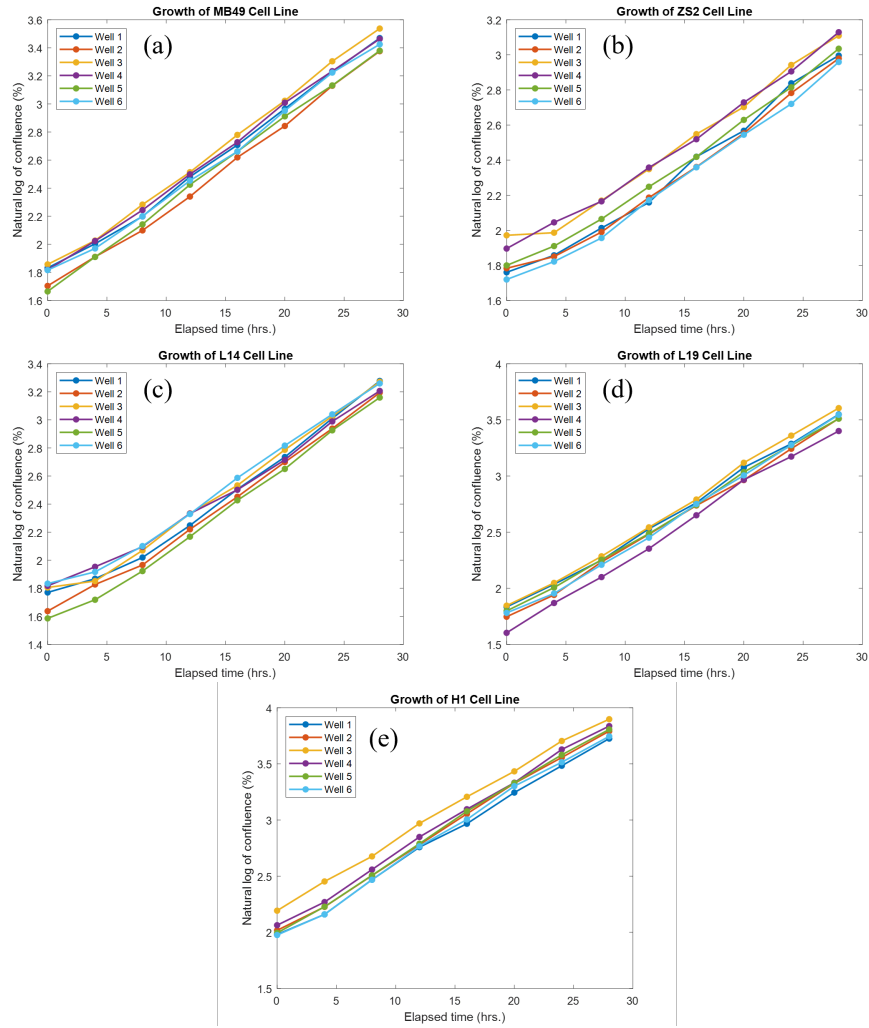 Growth of MB49 Cell Line
(a)
Well 1
Well 2
Well 3
Well 4
Well 5
Well 6
Natural log of confluence (%)
3.6
3.4
3.2
3
2.8
2.6
2.4
2.2
2
1.8
1.6
0 5 10 15 20 25 30
Elapsed time (hrs.)
Growth of ZS2 Cell Line
(b)
Well 1
Well 2
Well 3
Well 4
Well 5
Well 6
Natural log of confluence (%)
3.2
3
2.8
2.6
2.4
2.2
2
1.8
1.6
0 5 10 15 20 25 30
Elapsed time (hrs.)
Growth of L14 Cell Line
(c)
Well 1
Well 2
Well 3
Well 4
Well 5
Well 6
Natural log of confluence (%)
3.4
3.2
3
2.8
2.6
2.4
2.2
2
1.8
1.6
1.4
0 5 10 15 20 25 30
Elapsed time (hrs.)
Growth of L19 Cell Line
(d)
Well 1
Well 2
Well 3
Well 4
Well 5
Well 6
Natural log of confluence (%)
4
3.5
3
2.5
2
1.5
0 5 10 15 20 25 30
Elapsed time (hrs.)
Growth of H1 Cell Line
(e)
Well 1
Well 2
Well 3
Well 4
Well 5
Well 6
Natural log of confluence (%)
4
3.5
3
2.5
2
1.5
0 5 10 15 20 25 30
Elapsed time (hrs.)